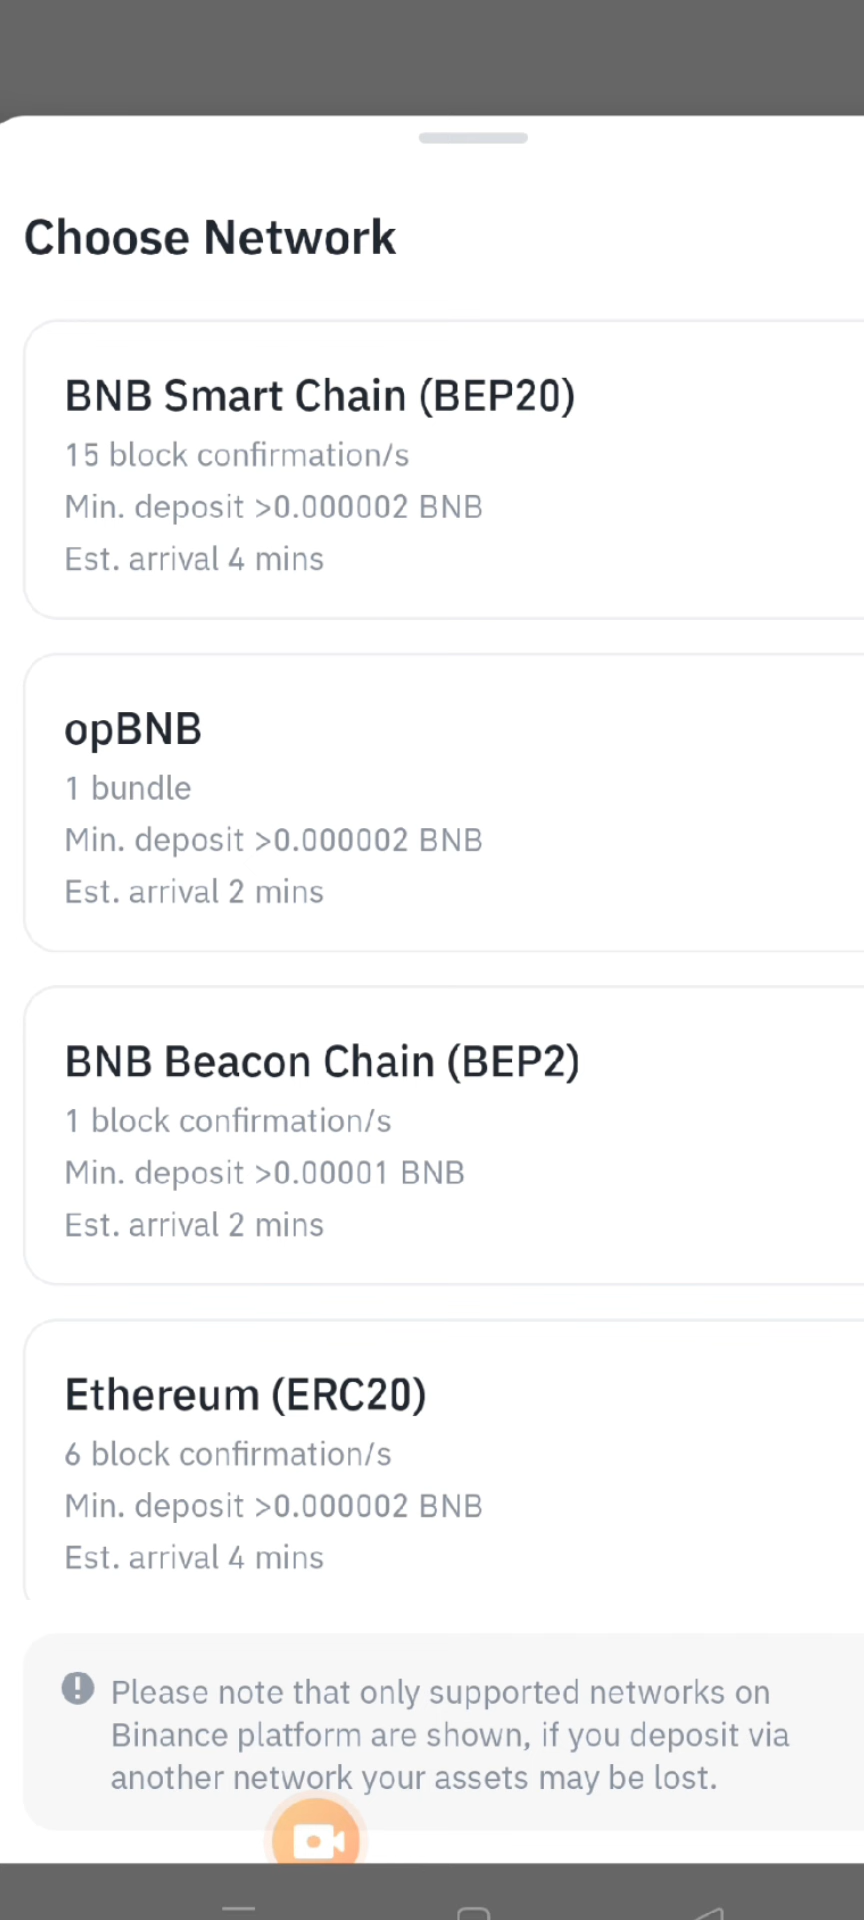 Choose Network
BNB Smart Chain (BEP20)
15 block confirmation/s
Min. deposit >0.000002 BNB
Est. arrival 4 mins
opBNB
1 bundle
Min. deposit >0.000002 BNB
Est. arrival 2 mins
BNB Beacon Chain (BEP2)
1 block confirmation/s
Min. deposit >0.00001 BNB
Est. arrival 2 mins
Ethereum (ERC20)
6 block confirmation/s
Min. deposit >0.000002 BNB
Est. arrival 4 mins
Please note that only supported networks on
Binance platform are shown, if you deposit via
another network your assets may be lost.